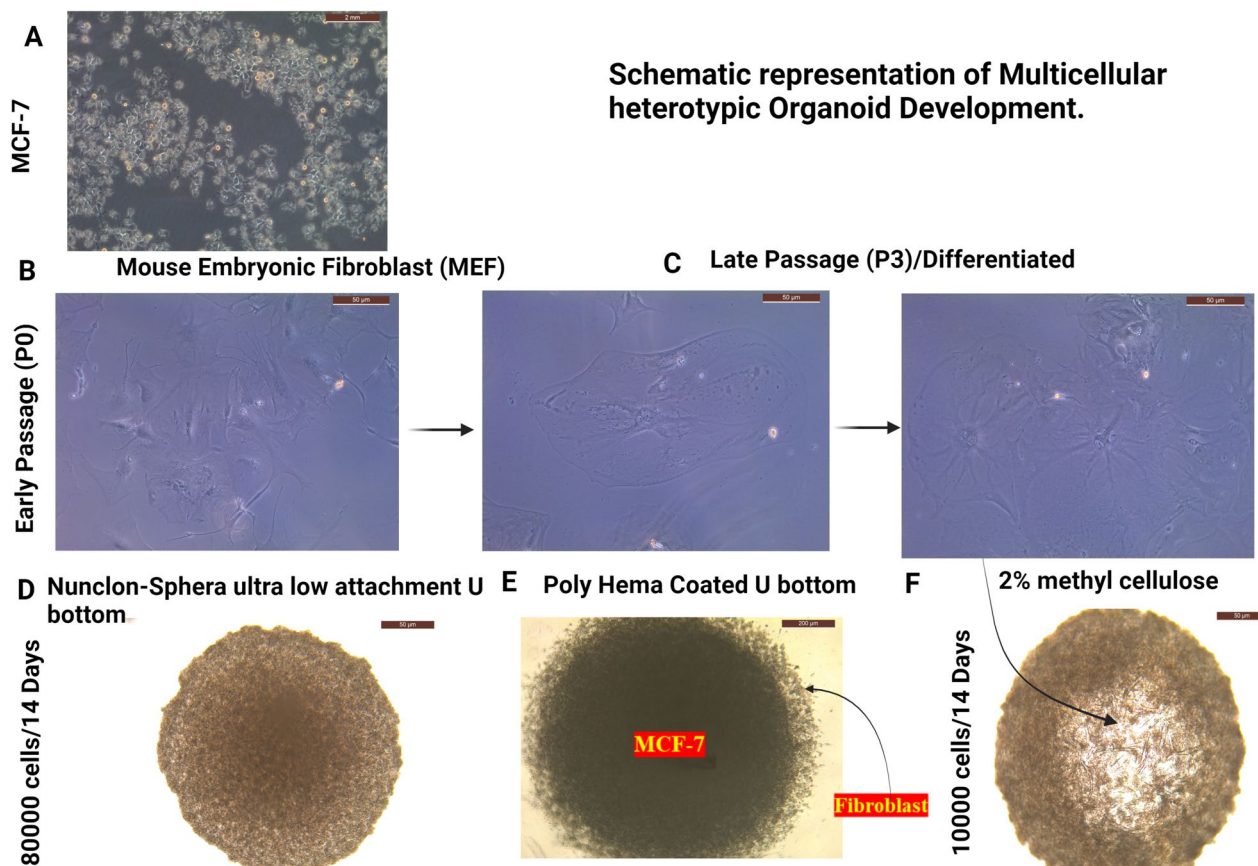 A
2 mm
MCF-7
Schematic representation of Multicellular
heterotypic Organoid Development.
B
Mouse Embryonic Fibroblast (MEF)
C
Late Passage (P3)/Differentiated
Early Passage (P0)
50 µm
50 µm
50 µm
D
Nunclon-Sphera ultra low attachment U
bottom
E
Poly Hema Coated U bottom
F
2% methyl cellulose
80000 cells/14 Days
50 µm
200 µm
MCF-7
Fibroblast
10000 cells/14 Days
50 µm